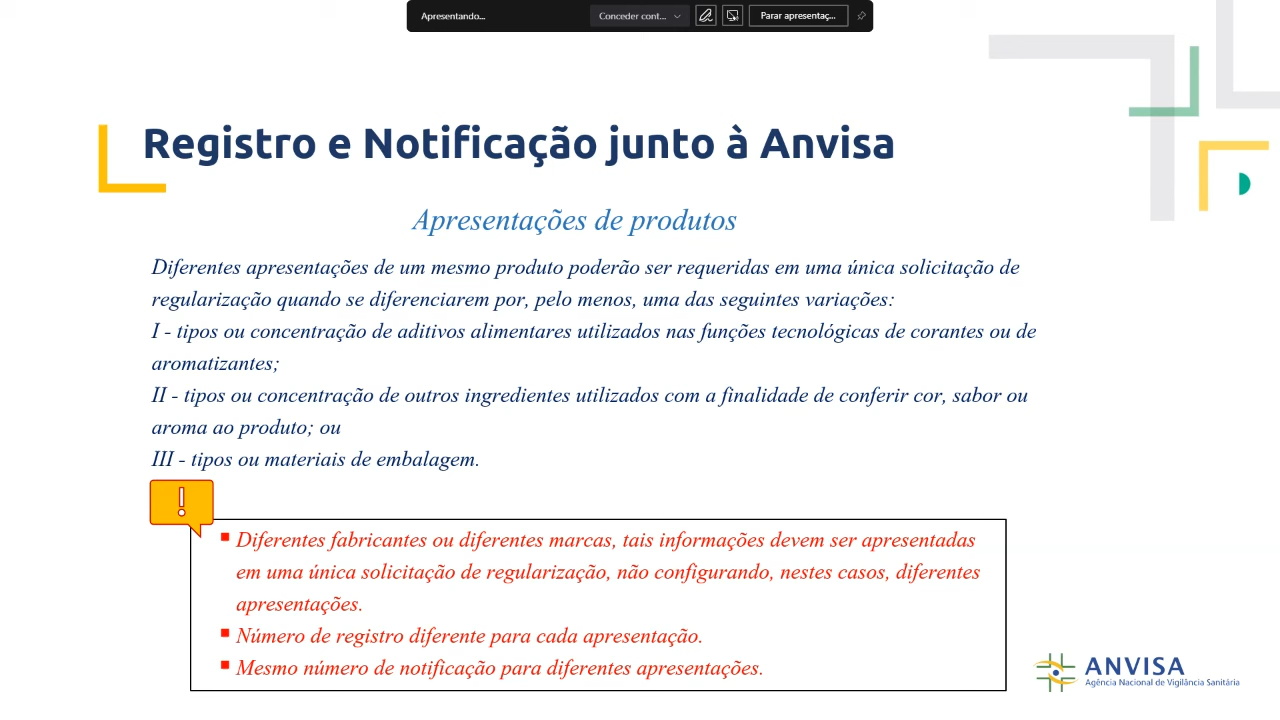 Apresentando...
Conceder cont...
Parar apresentaç...
Registro e Notificação junto à Anvisa
Apresentações de produtos
Diferentes apresentações de um mesmo produto poderão ser requeridas em uma única solicitação de
regularização quando se diferenciarem por, pelo menos, uma das seguintes variações:
I - tipos ou concentração de aditivos alimentares utilizados nas funções tecnológicas de corantes ou de
aromatizantes;
II - tipos ou concentração de outros ingredientes utilizados com a finalidade de conferir cor, sabor ou
aroma ao produto; ou
III - tipos ou materiais de embalagem.
!
▪ Diferentes fabricantes ou diferentes marcas, tais informações devem ser apresentadas
em uma única solicitação de regularização, não configurando, nestes casos, diferentes
apresentações.
▪ Número de registro diferente para cada apresentação.
▪ Mesmo número de notificação para diferentes apresentações.
ANVISA
Agência Nacional de Vigilância Sanitária